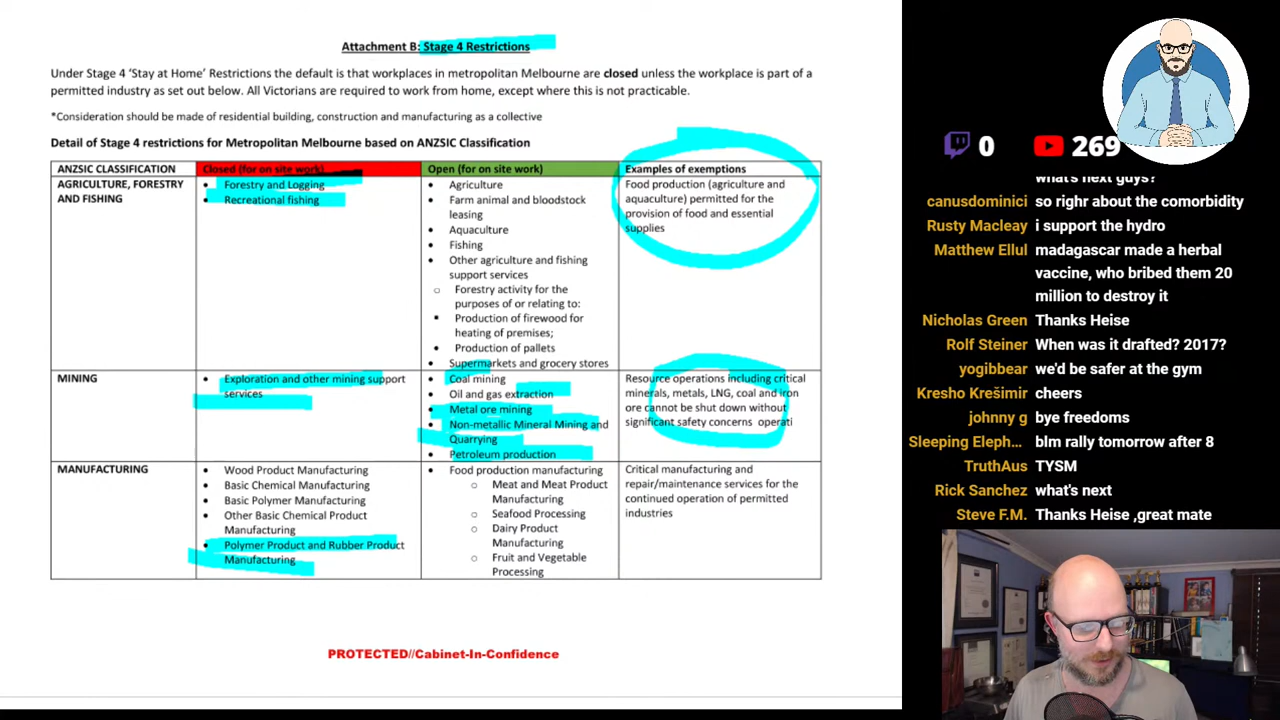 Attachment B: Stage 4 Restrictions
Under Stage 4 ‘Stay at Home’ Restrictions the default is that workplaces in metropolitan Melbourne are closed unless the workplace is part of a
permitted industry as set out below. All Victorians are required to work from home, except where this is not practicable.
*Consideration should be made of residential building, construction and manufacturing as a collective
Detail of Stage 4 restrictions for Metropolitan Melbourne based on ANZSIC Classification
ANZSIC CLASSIFICATION
Closed (for on site work)
Open (for on site work)
Examples of exemptions
AGRICULTURE, FORESTRY
AND FISHING
• Forestry and Logging
• Recreational fishing
• Agriculture
• Farm animal and bloodstock
leasing
• Aquaculture
• Fishing
• Other agriculture and fishing
support services
o Forestry activity for the
purposes of or relating to:
▪ Production of firewood for
heating of premises;
• Production of pallets
• Supermarkets and grocery stores
Food production (agriculture and
aquaculture) permitted for the
provision of food and essential
supplies
MINING
• Exploration and other mining support
services
• Coal mining
• Oil and gas extraction
• Metal ore mining
• Non-metallic Mineral Mining and
Quarrying
• Petroleum production
Resource operations including critical
minerals, metals, LNG, coal and iron
ore cannot be shut down without
significant safety concerns operati
MANUFACTURING
• Wood Product Manufacturing
• Basic Chemical Manufacturing
• Basic Polymer Manufacturing
• Other Basic Chemical Product
Manufacturing
• Polymer Product and Rubber Product
Manufacturing
• Food production manufacturing
o Meat and Meat Product
Manufacturing
o Seafood Processing
o Dairy Product
Manufacturing
o Fruit and Vegetable
Processing
Critical manufacturing and
repair/maintenance services for the
continued operation of permitted
industries
PROTECTED//Cabinet-In-Confidence
0 269
what's next guys?
canusdominici so righr about the comorbidity
Rusty Macleay i support the hydro
Matthew Ellul madagascar made a herbal
vaccine, who bribed them 20
million to destroy it
Nicholas Green Thanks Heise
Rolf Steiner When was it drafted? 2017?
yogibbear we'd be safer at the gym
Kresho Krešimir cheers
johnny g bye freedoms
Sleeping Eleph... blm rally tomorrow after 8
TruthAus TYSM
Rick Sanchez what's next
Steve F.M. Thanks Heise ,great mate